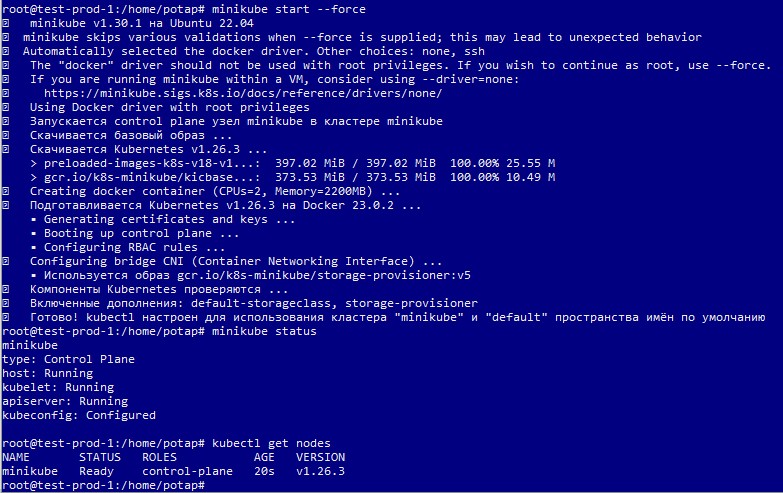 root@test-prod-1:/home/potap# minikube start --force
minikube v1.30.1 на Ubuntu 22.04
minikube skips various validations when --force is supplied; this may lead to unexpected behavior
Automatically selected the docker driver. Other choices: none, ssh
The "docker" driver should not be used with root privileges. If you wish to continue as root, use --force.
If you are running minikube within a VM, consider using --driver=none:
https://minikube.sigs.k8s.io/docs/reference/drivers/none/
Using Docker driver with root privileges
Запускается control plane узел minikube в кластере minikube
Скачивается базовый образ ...
Скачивается Kubernetes v1.26.3 ...
> preloaded-images-k8s-v18-v1...: 397.02 MiB / 397.02 MiB 100.00% 25.55 M
> gcr.io/k8s-minikube/kicbase...: 373.53 MiB / 373.53 MiB 100.00% 10.49 M
Creating docker container (CPUs=2, Memory=2200MB) ...
Подготавливается Kubernetes v1.26.3 на Docker 23.0.2 ...
▪ Generating certificates and keys ...
▪ Booting up control plane ...
▪ Configuring RBAC rules ...
Configuring bridge CNI (Container Networking Interface) ...
▪ Используется образ gcr.io/k8s-minikube/storage-provisioner:v5
Компоненты Kubernetes проверяются ...
Включенные дополнения: default-storageclass, storage-provisioner
Готово! kubectl настроен для использования кластера "minikube" и "default" пространства имён по умолчанию
root@test-prod-1:/home/potap# minikube status
minikube
type: Control Plane
host: Running
kubelet: Running
apiserver: Running
kubeconfig: Configured
root@test-prod-1:/home/potap# kubectl get nodes
NAME STATUS ROLES AGE VERSION
minikube Ready control-plane 20s v1.26.3
root@test-prod-1:/home/potap#